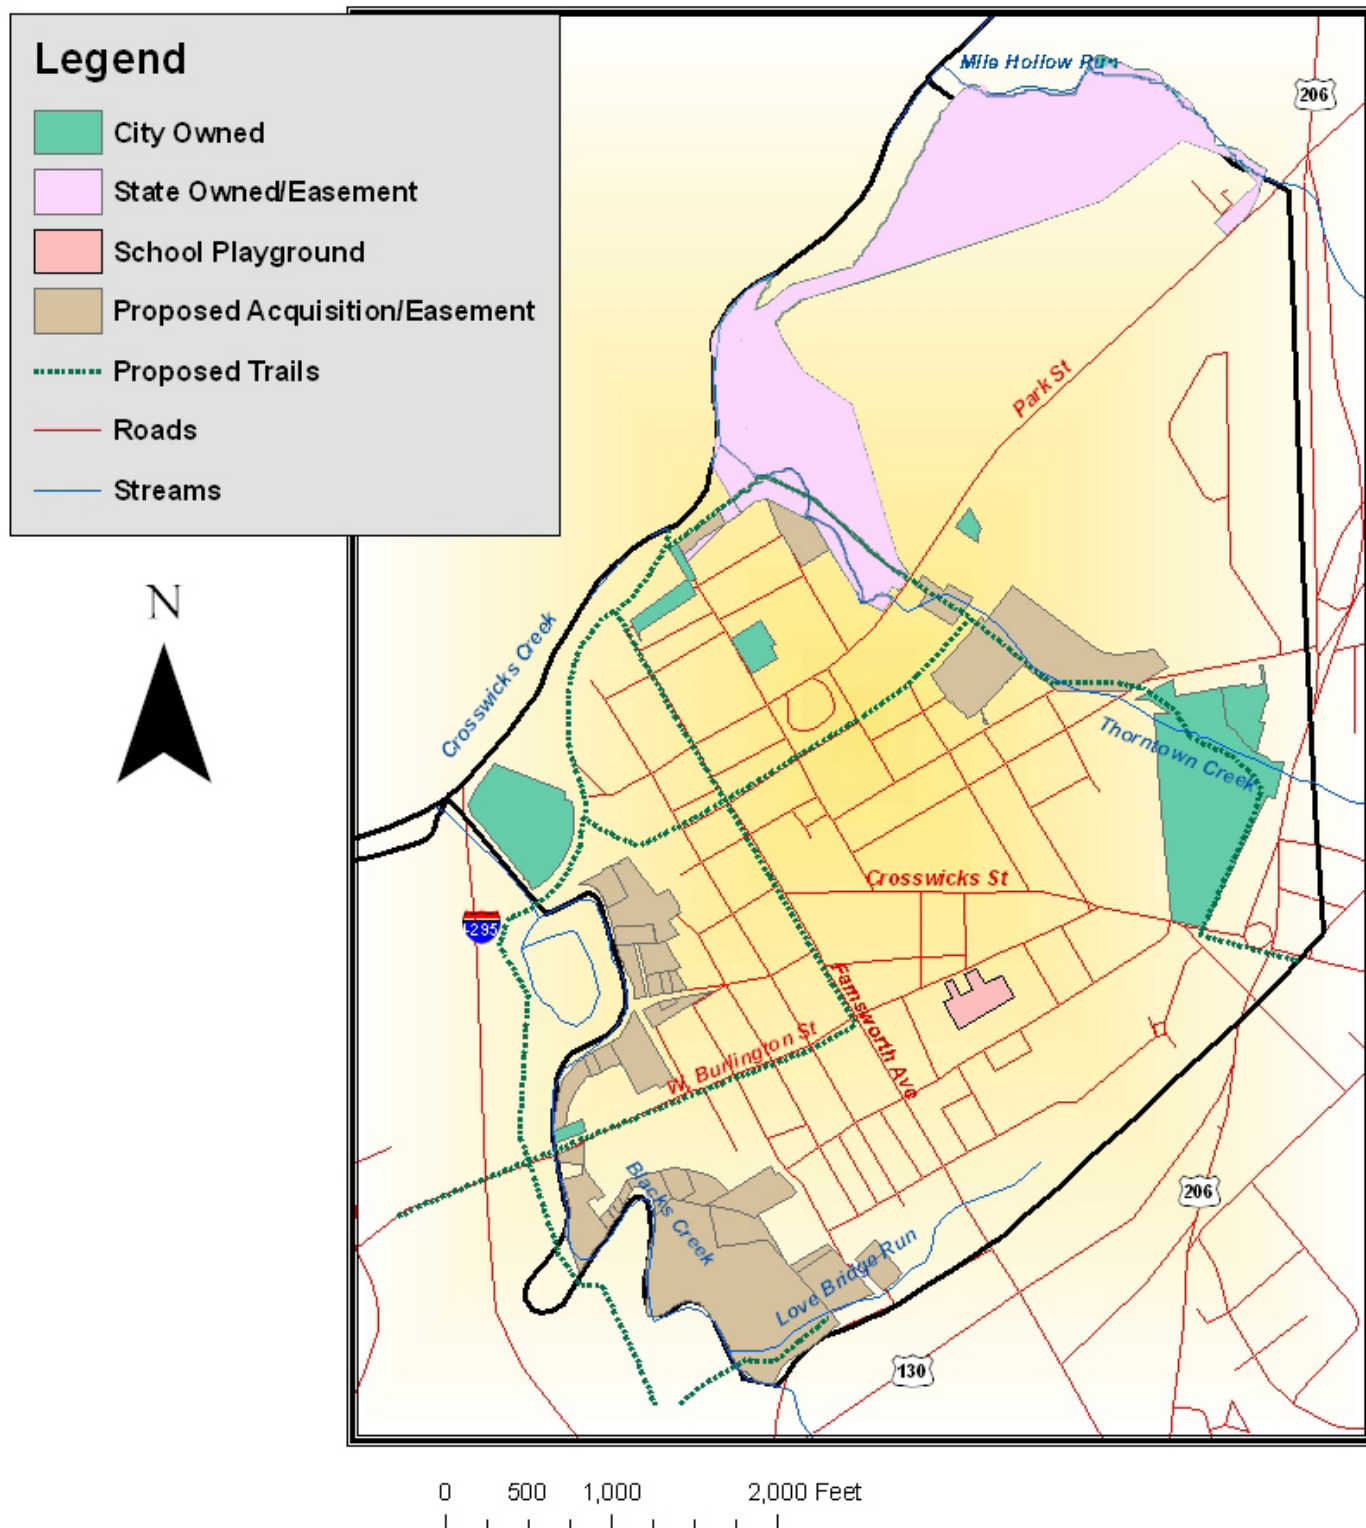 Legend
City Owned
State Owned/Easement
School Playground
Proposed Acquisition/Easement
Proposed Trails
Roads
Streams
N
Mile Hollow Run
206
Park St
Crosswicks Creek
Thorntown Creek
Crosswicks St
I-295
Farnsworth Ave
W. Burlington St
Blacks Creek
206
Love Bridge Run
130
0 500 1,000 2,000 Feet